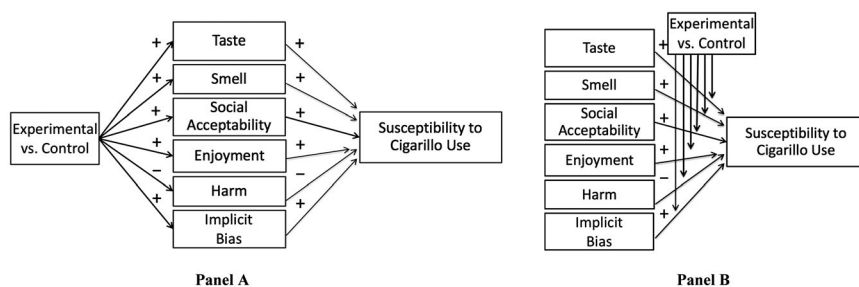 Experimental
vs. Control
+
+
+
+
−
+
Taste
Smell
Social
Acceptability
Enjoyment
Harm
Implicit
Bias
+
+
+
+
−
+
Susceptibility to
Cigarillo Use
Panel A
Experimental
vs. Control
Taste
Smell
Social
Acceptability
Enjoyment
Harm
Implicit
Bias
+
+
+
+
−
+
Susceptibility to
Cigarillo Use
Panel B